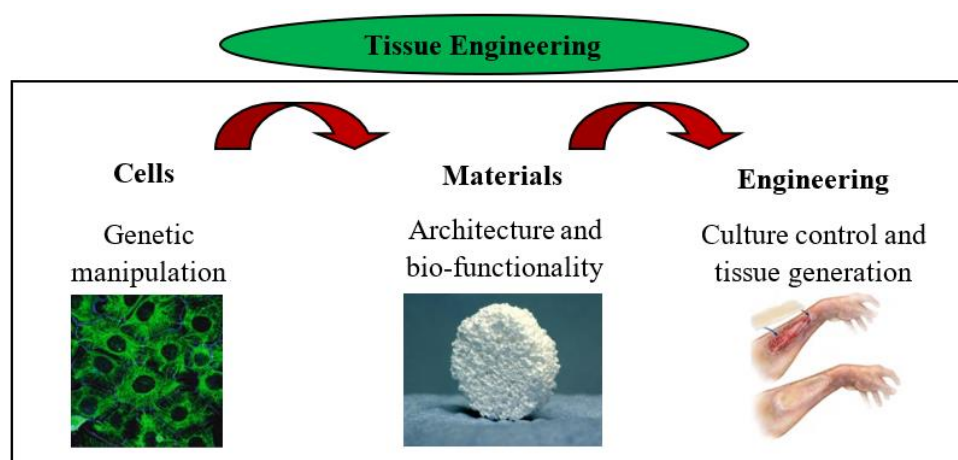 Tissue Engineering
Cells
Genetic
manipulation
Materials
Architecture and
bio-functionality
Engineering
Culture control and
tissue generation